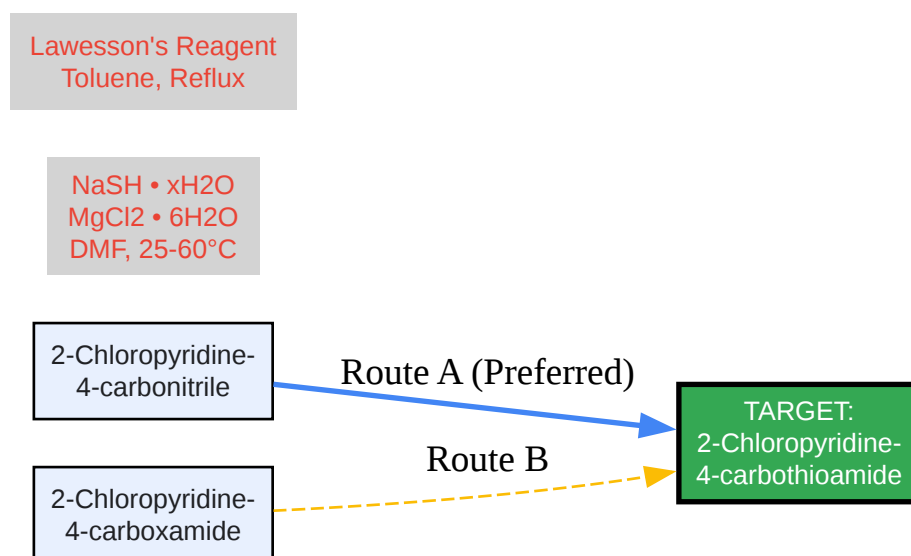 Lawesson's Reagent
Toluene, Reflux
NaSH • xH2O
MgCl2 • 6H2O
DMF, 25-60°C
2-Chloropyridine-
4-carbonitrile
Route A (Preferred)
TARGET:
2-Chloropyridine-
4-carbothioamide
Route B
2-Chloropyridine-
4-carboxamide